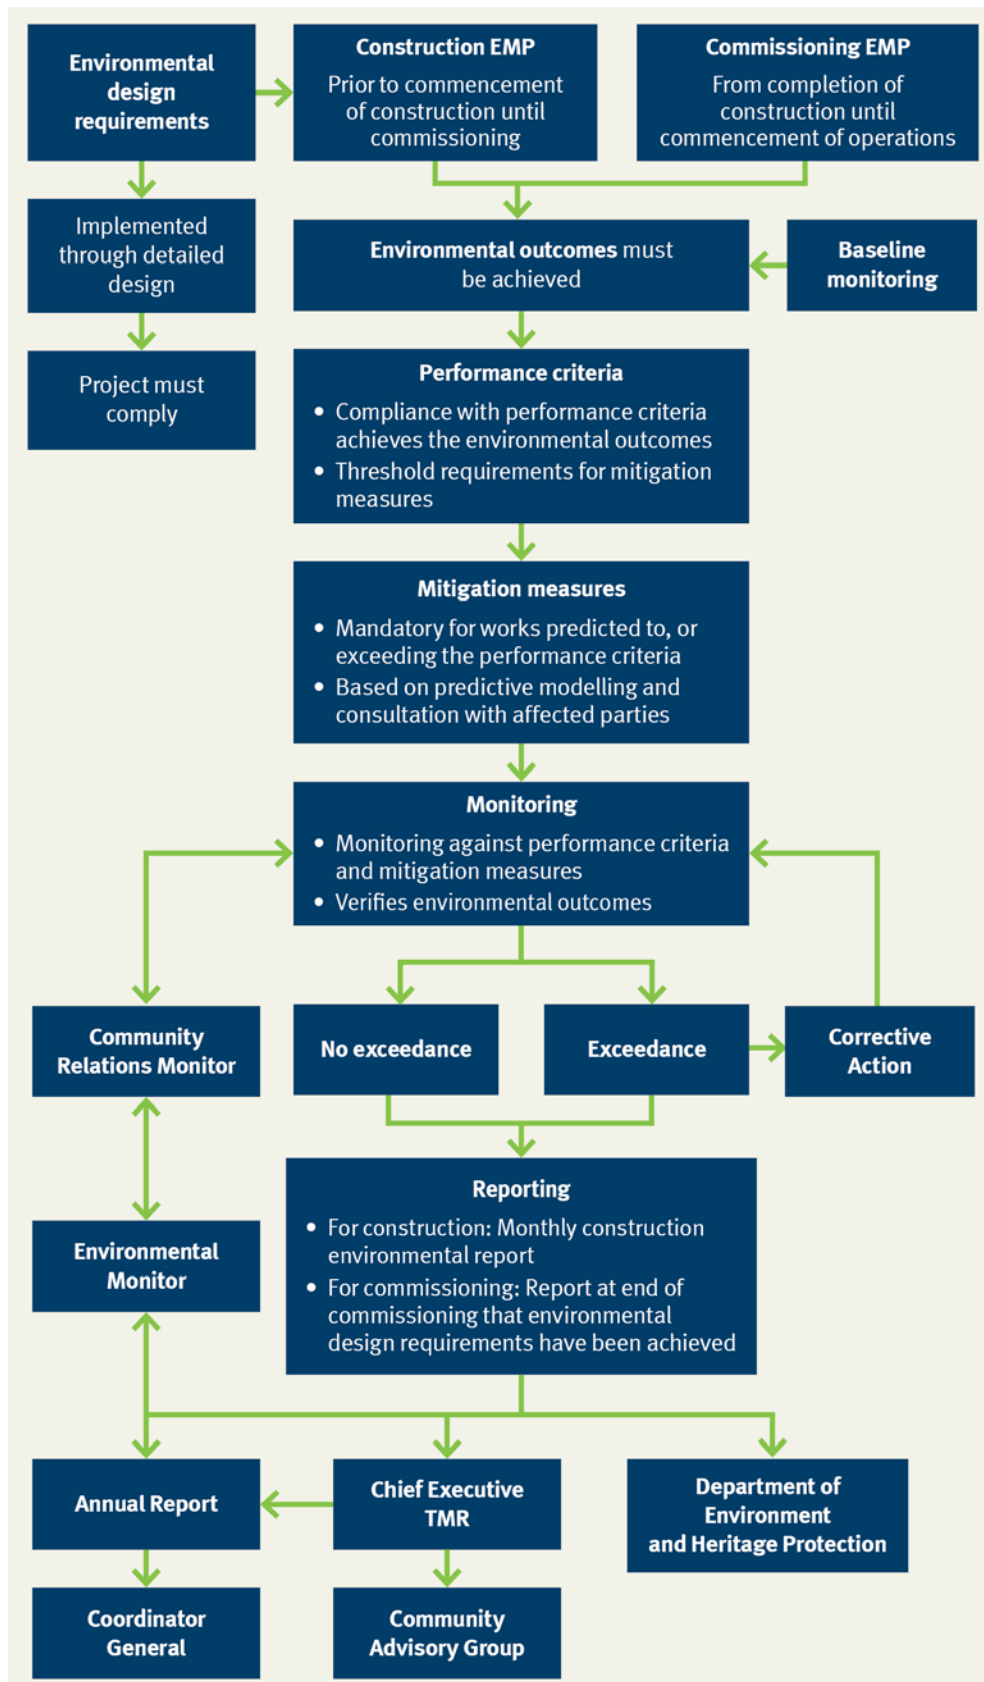 Environmental
design
requirements
Construction EMP
Prior to commencement
of construction until
commissioning
Commissioning EMP
From completion of
construction until
commencement of operations
Implemented
through detailed
design
Environmental outcomes must
be achieved
Baseline
monitoring
Project must
comply
Performance criteria
• Compliance with performance criteria
achieves the environmental outcomes
• Threshold requirements for mitigation
measures
Mitigation measures
• Mandatory for works predicted to, or
exceeding the performance criteria
• Based on predictive modelling and
consultation with affected parties
Monitoring
• Monitoring against performance criteria
and mitigation measures
• Verifies environmental outcomes
Community
Relations Monitor
No exceedance
Exceedance
Corrective
Action
Environmental
Monitor
Reporting
• For construction: Monthly construction
environmental report
• For commissioning: Report at end of
commissioning that environmental
design requirements have been achieved
Annual Report
Chief Executive
TMR
Department of
Environment
and Heritage Protection
Coordinator
General
Community
Advisory Group